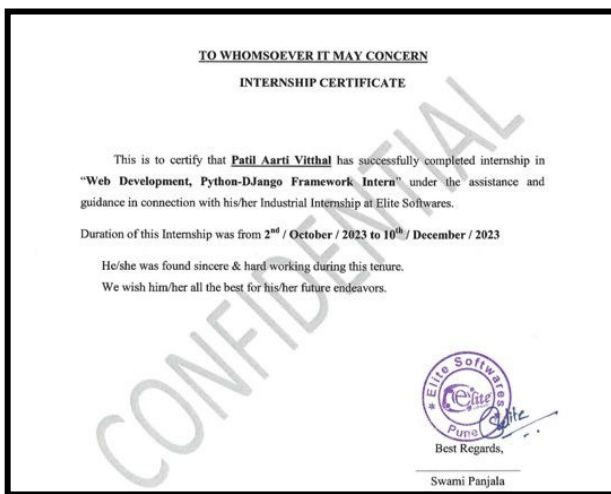 TO WHOMSOEVER IT MAY CONCERN
INTERNSHIP CERTIFICATE
This is to certify that Patil Aarti Vitthal has successfully completed internship in
“Web Development, Python-DJango Framework Intern” under the assistance and
guidance in connection with his/her Industrial Internship at Elite Softwares.
Duration of this Internship was from 2nd / October / 2023 to 10th / December / 2023
He/she was found sincere & hard working during this tenure.
We wish him/her all the best for his/her future endeavors.
CONFIDENTIAL
* Elite Softwares *
Elite
Pune
Elite
Best Regards,
Swami Panjala